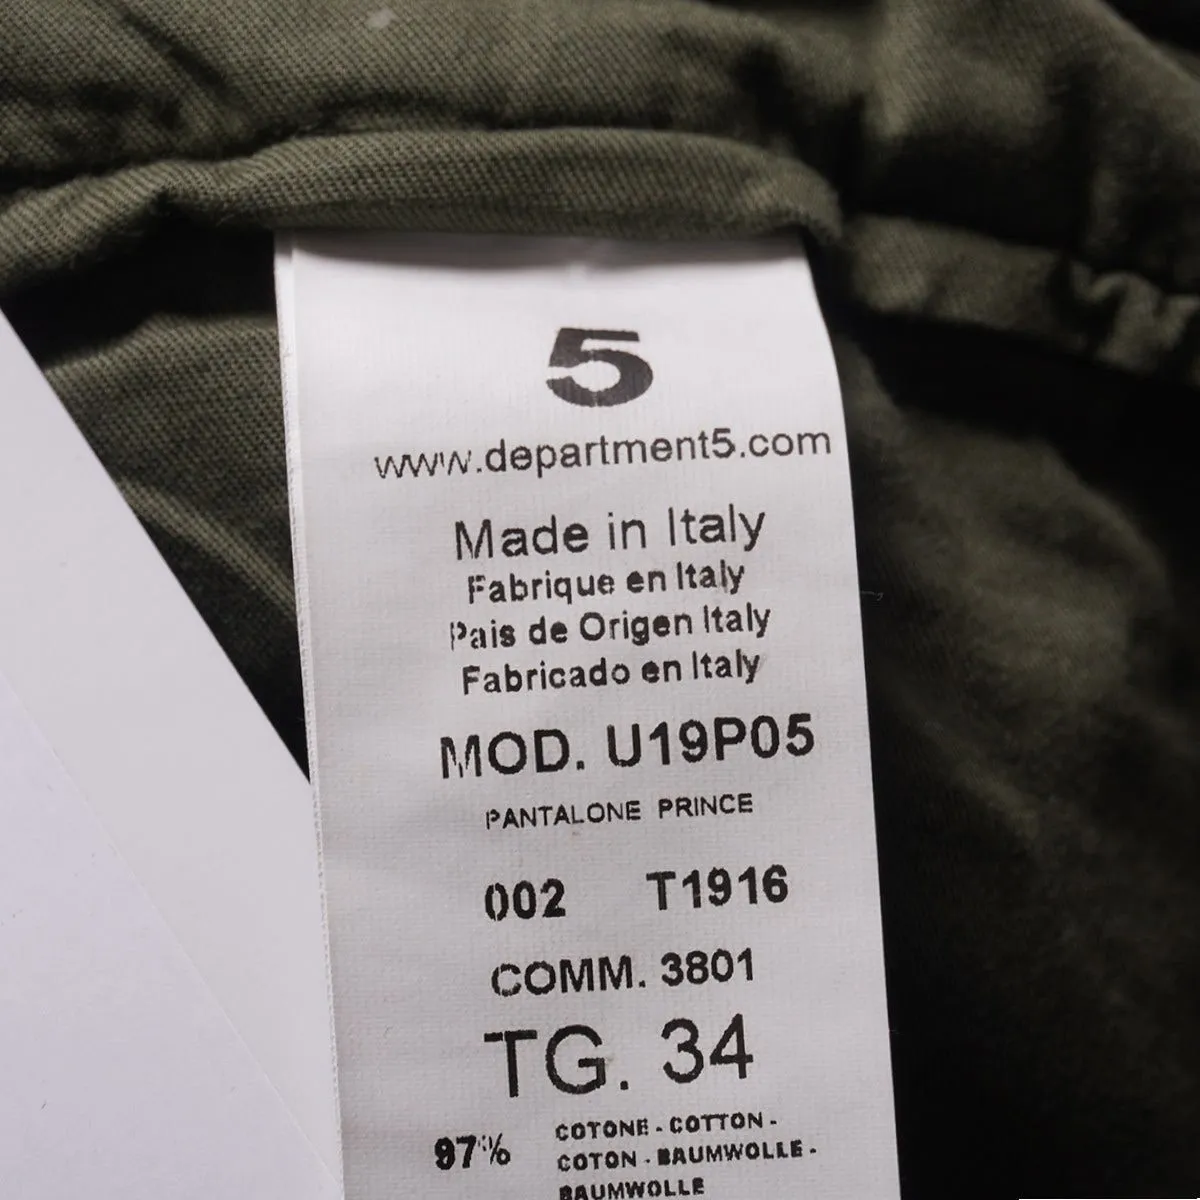 5
www.department5.com
Made in Italy
Fabrique en Italy
Pais de Origen Italy
Fabricado en Italy
MOD. U19P05
PANTALONE PRINCE
002 T1916
COMM. 3801
TG. 34
97% COTONE - COTTON -
COTON - BAUMWOLLE -
BAUMWOLLE